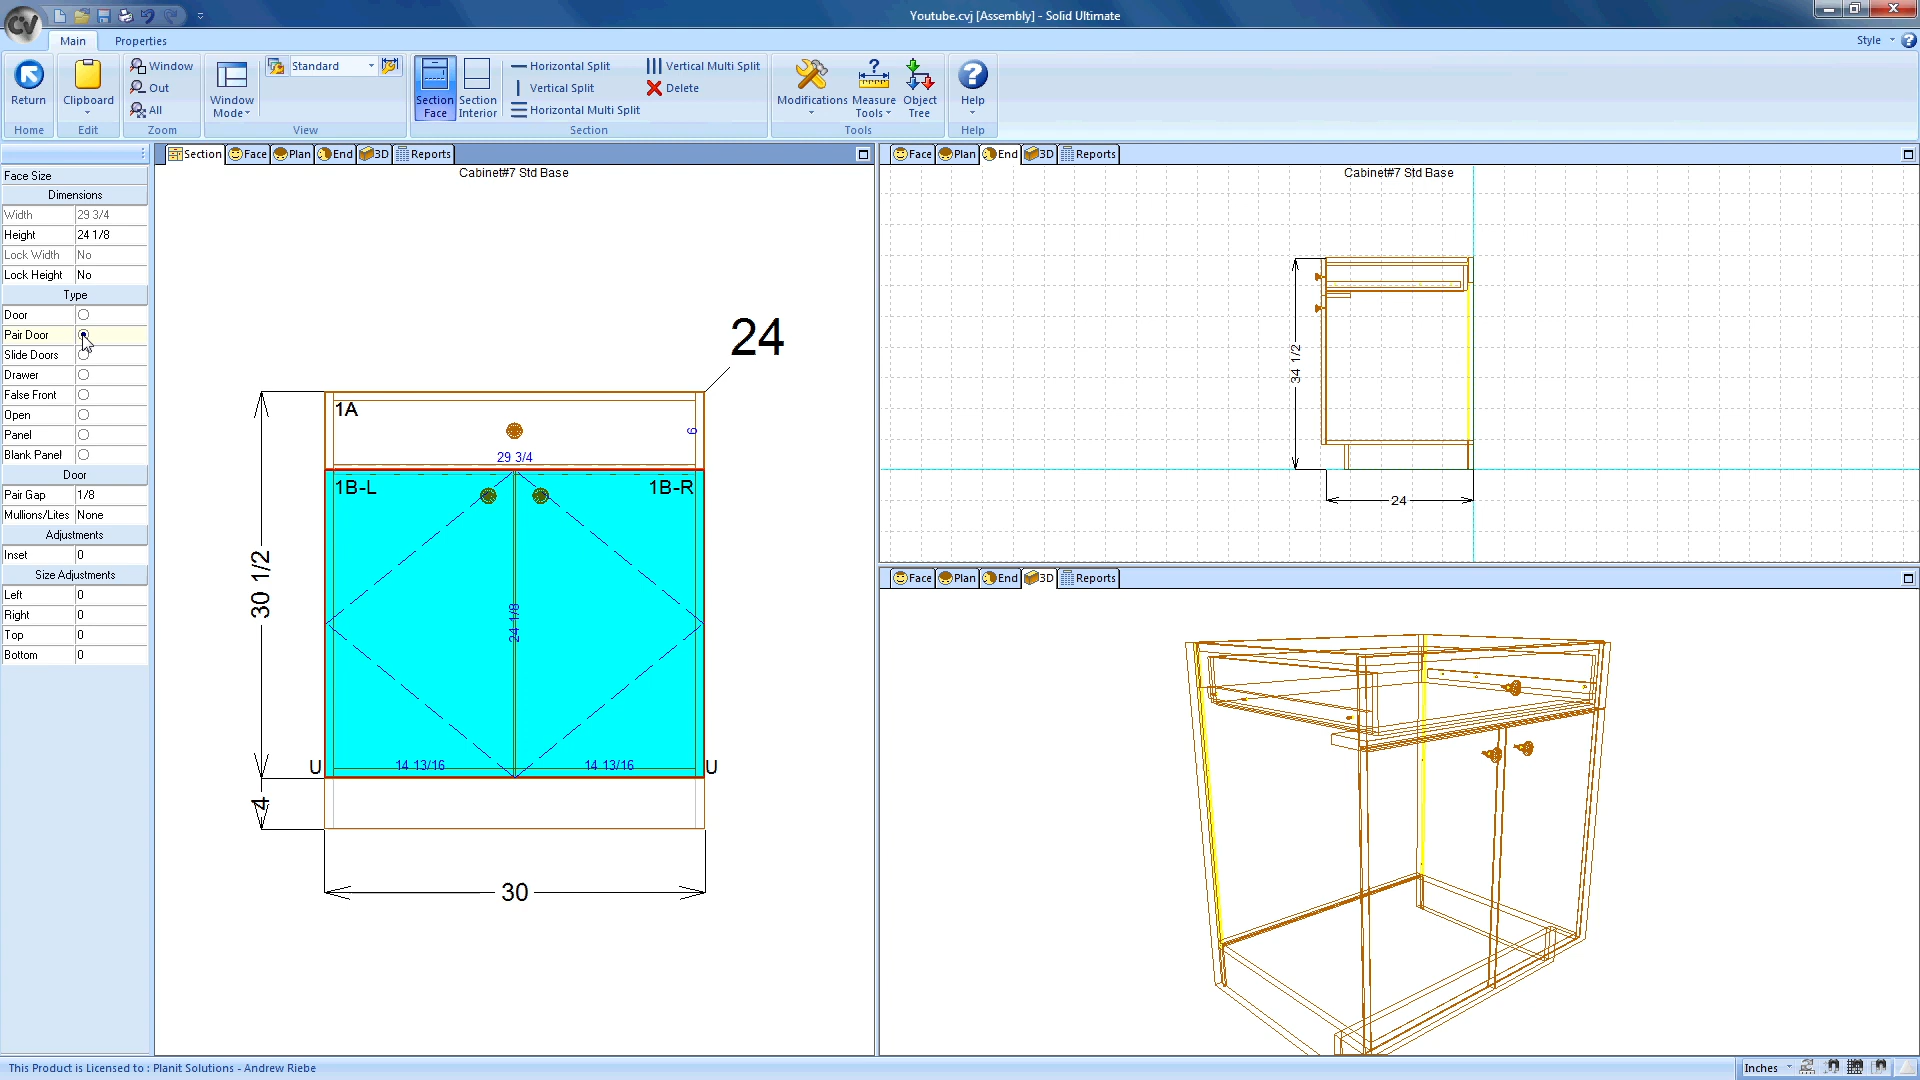 Youtube.cvj [Assembly] - Solid Ultimate
CV
Main Properties
Style
Return
Home
Clipboard
Edit
Window
Out
All
Zoom
Window Mode
Standard
View
Section Face
Section Interior
Horizontal Split
Vertical Split
Horizontal Multi Split
Vertical Multi Split
Delete
Section
Modifications
Measure Tools
Object Tree
Tools
Help
Help
Section Face Plan End 3D Reports
Face Plan End 3D Reports
Face Size
Dimensions
Width 29 3/4
Height 24 1/8
Lock Width No
Lock Height No
Type
Door
Pair Door
Slide Doors
Drawer
False Front
Open
Panel
Blank Panel
Door
Pair Gap 1/8
Mullions/Lites None
Adjustments
Inset 0
Size Adjustments
Left 0
Right 0
Top 0
Bottom 0
Cabinet#7 Std Base
24
1A
6
29 3/4
1B-L
1B-R
30 1/2
24 1/8
14 13/16
14 13/16
U
U
4
30
Cabinet#7 Std Base
34 1/2
24
Face Plan End 3D Reports
This Product is Licensed to : Planit Solutions - Andrew Riebe
Inches